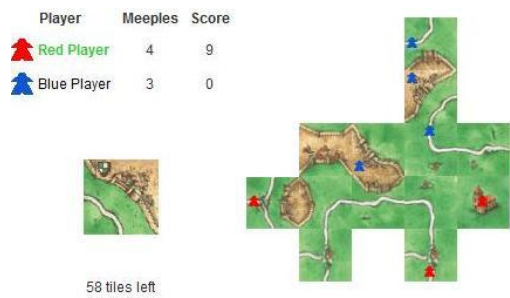 Player Meeples Score
Red Player 4 9
Blue Player 3 0
58 tiles left